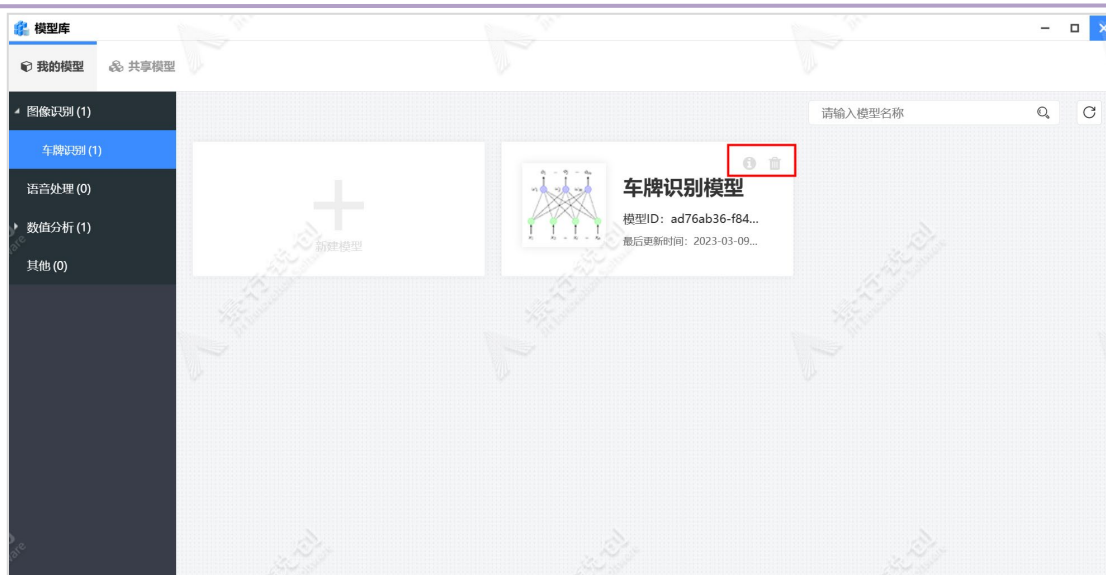 模型库
我的模型 共享模型
图像识别 (1)
请输入模型名称
车牌识别 (1)
语音处理 (0)
数值分析 (1)
其他 (0)
新建模型
车牌识别模型
模型ID：ad76ab36-f84...
最后更新时间：2023-03-09...